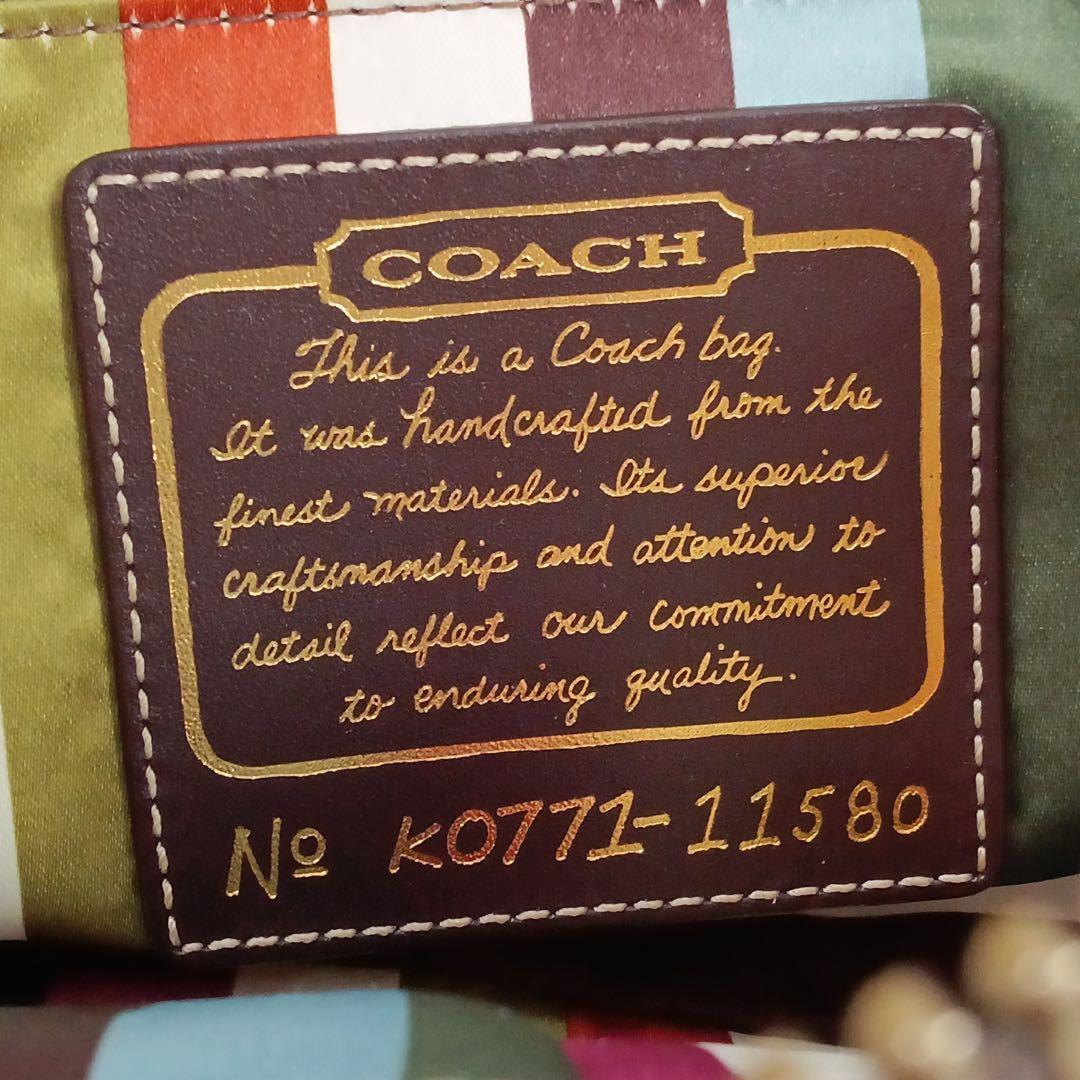 COACH
This is a Coach bag.
It was handcrafted from the
finest materials. Its superior
craftsmanship and attention to
detail reflect our commitment
to enduring quality.
Nº K0771-11580